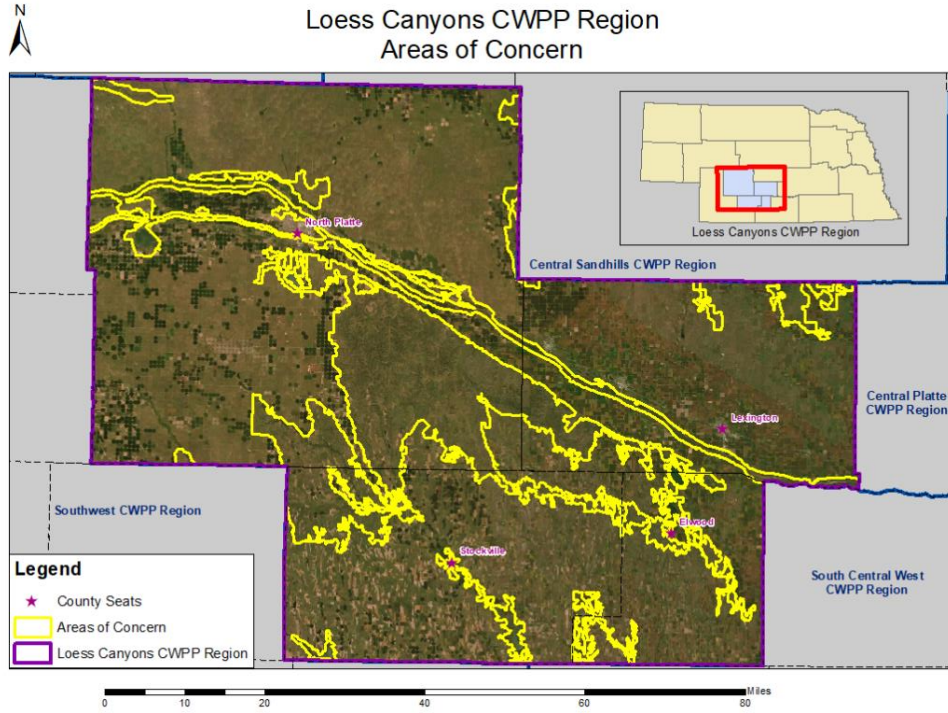 Loess Canyons CWPP Region
Areas of Concern
N
Loess Canyons CWPP Region
North Platte
Central Sandhills CWPP Region
Central Platte
CWPP Region
Lexington
Southwest CWPP Region
Elwood
Stockville
South Central West
CWPP Region
Legend
County Seats
Areas of Concern
Loess Canyons CWPP Region
Miles
0 10 20 40 60 80